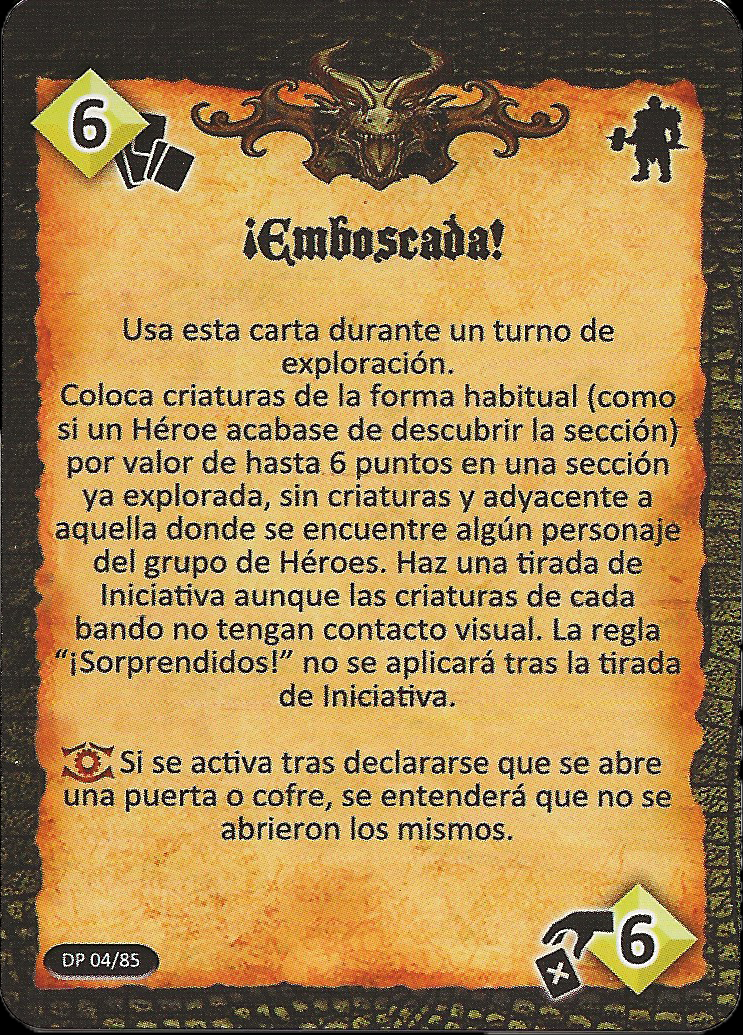 6
¡Emboscada!
Usa esta carta durante un turno de
exploración.
Coloca criaturas de la forma habitual (como
si un Héroe acabase de descubrir la sección)
por valor de hasta 6 puntos en una sección
ya explorada, sin criaturas y adyacente a
aquella donde se encuentre algún personaje
del grupo de Héroes. Haz una tirada de
Iniciativa aunque las criaturas de cada
bando no tengan contacto visual. La regla
“¡Sorprendidos!” no se aplicará tras la tirada
de Iniciativa.
Si se activa tras declararse que se abre
una puerta o cofre, se entenderá que no se
abrieron los mismos.
DP 04/85
6